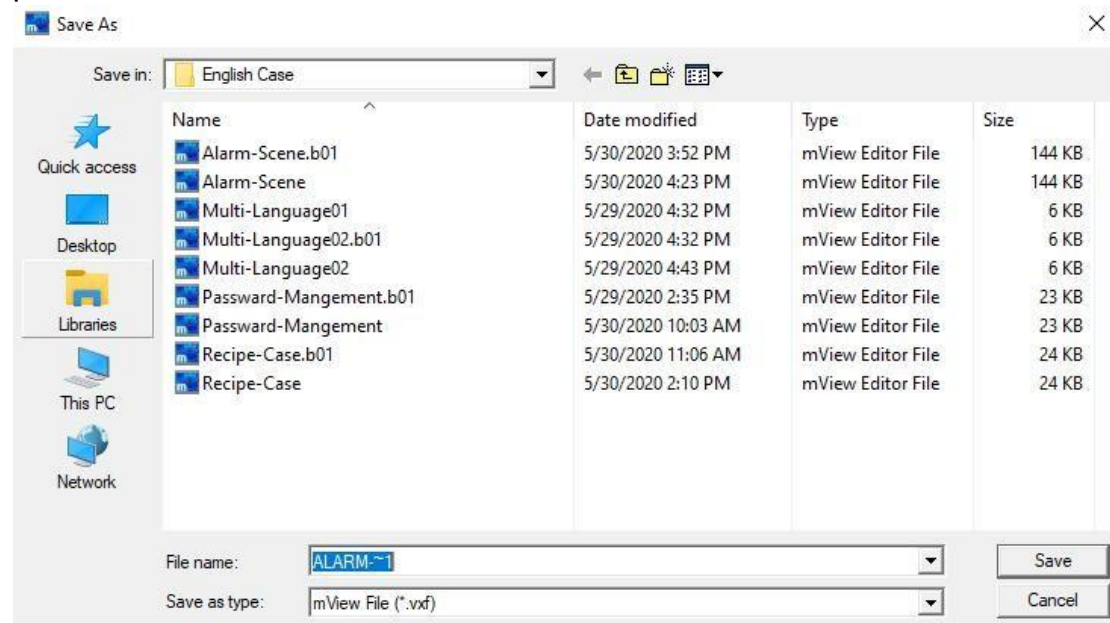 Save As
Save in: English Case
Name Date modified Type Size
Alarm-Scene.b01 5/30/2020 3:52 PM mView Editor File 144 KB
Alarm-Scene 5/30/2020 4:23 PM mView Editor File 144 KB
Multi-Language01 5/29/2020 4:32 PM mView Editor File 6 KB
Multi-Language02.b01 5/29/2020 4:32 PM mView Editor File 6 KB
Multi-Language02 5/29/2020 4:43 PM mView Editor File 6 KB
Passward-Mangement.b01 5/29/2020 2:35 PM mView Editor File 23 KB
Passward-Mangement 5/30/2020 10:03 AM mView Editor File 23 KB
Recipe-Case.b01 5/30/2020 11:06 AM mView Editor File 24 KB
Recipe-Case 5/30/2020 2:10 PM mView Editor File 24 KB
Quick access
Desktop
Libraries
This PC
Network
File name: ALARM-~1 Save
Save as type: mView File (*.vxf) Cancel